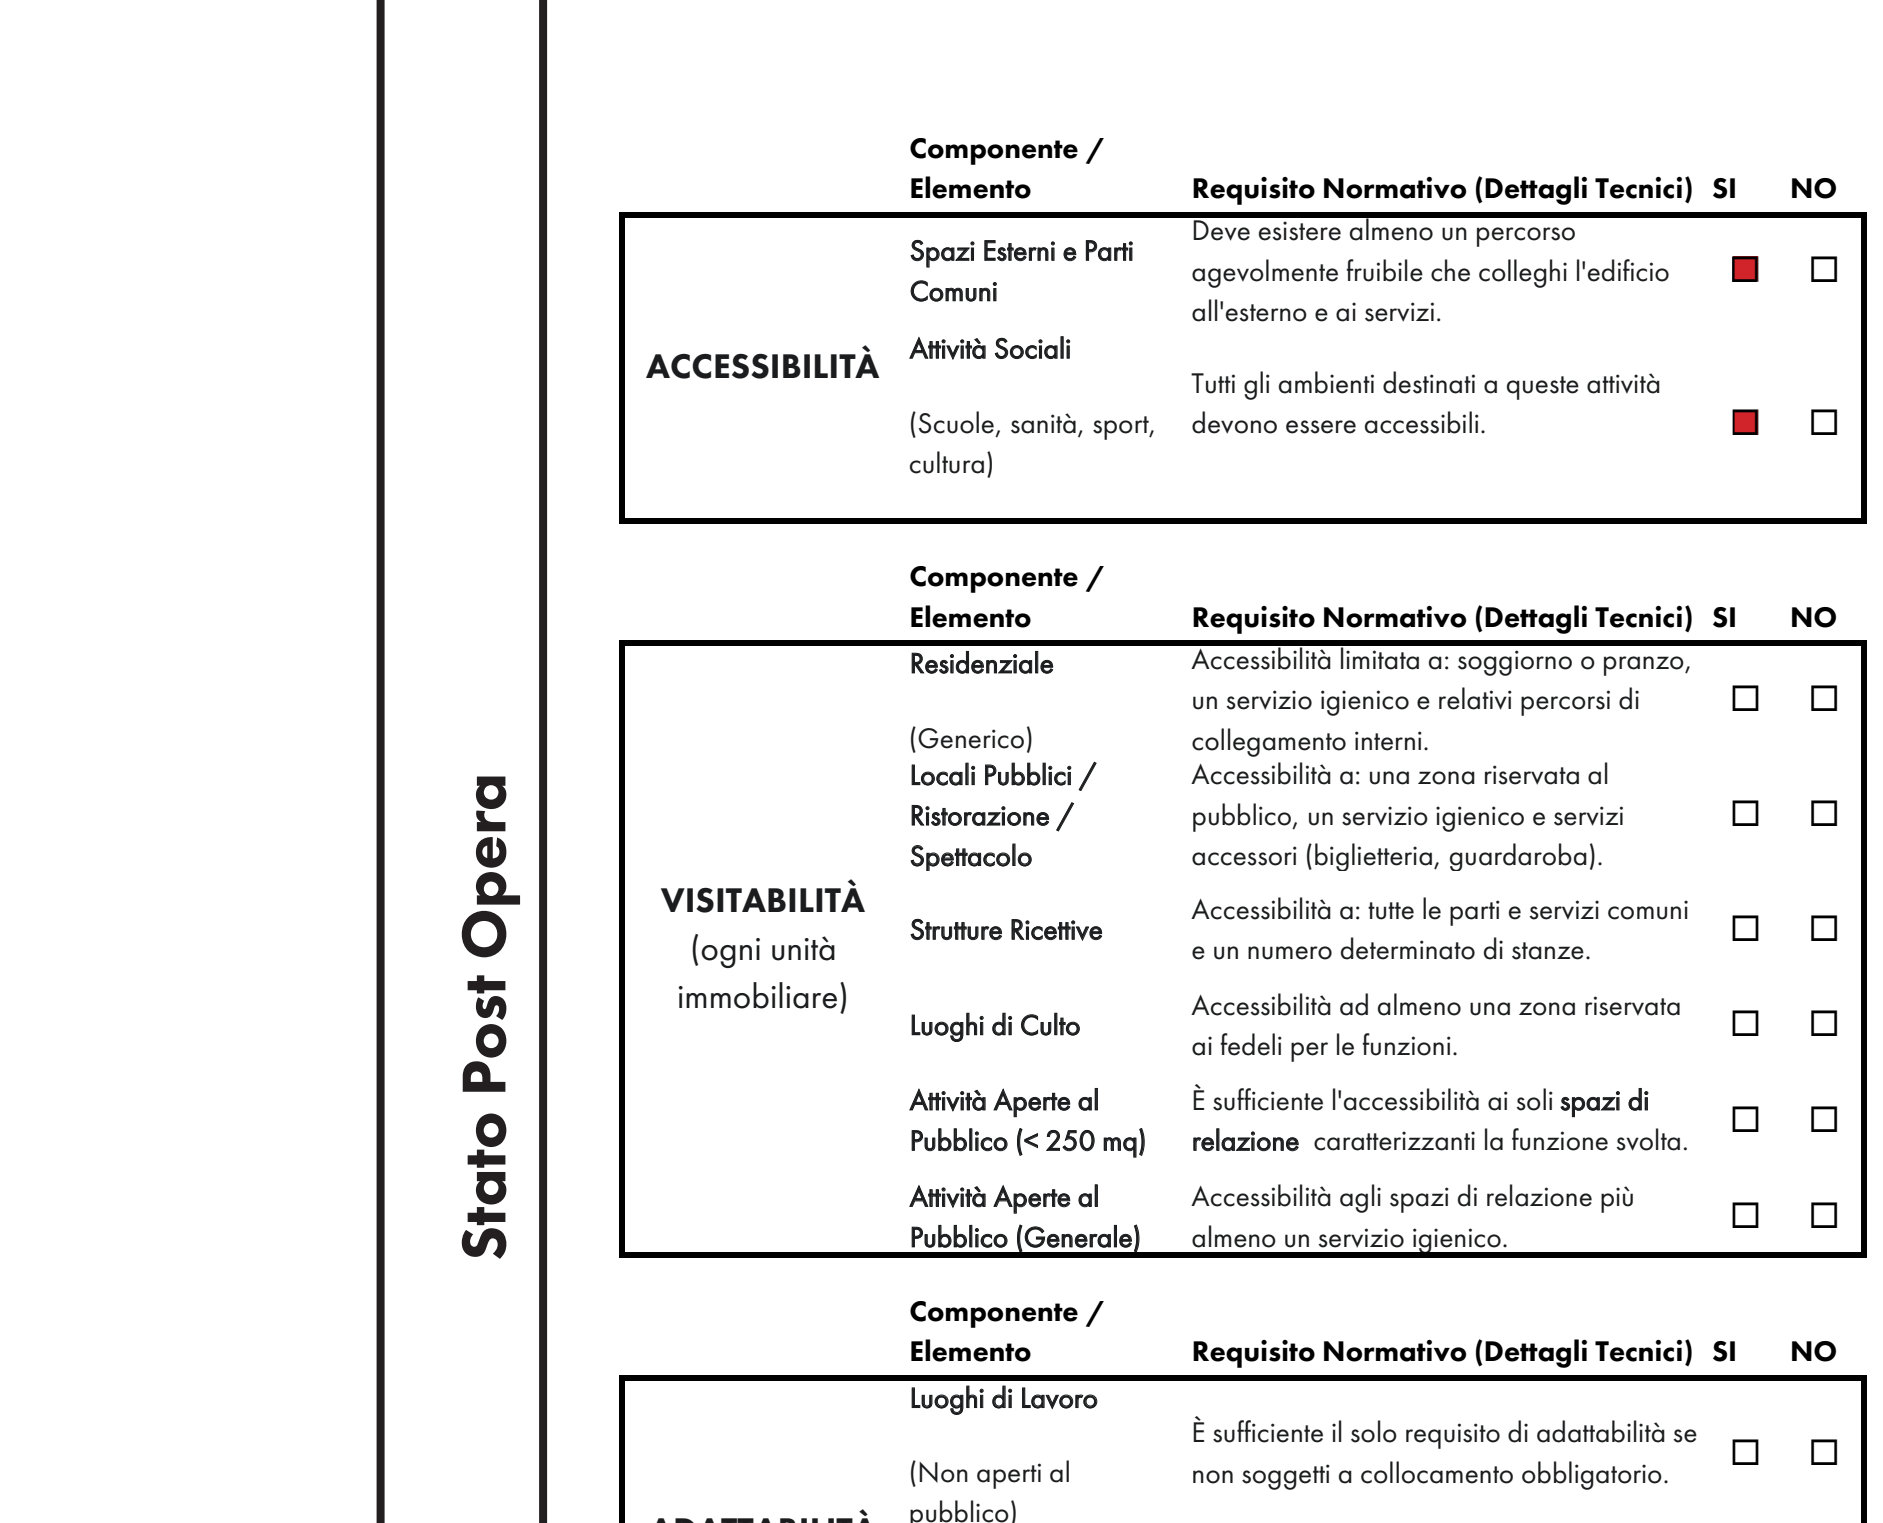 Stato Post Opera
Componente /
Elemento
Requisito Normativo (Dettagli Tecnici) SI NO
ACCESSIBILITÀ
Spazi Esterni e Parti
Comuni
Deve esistere almeno un percorso
agevolmente fruibile che colleghi l'edificio
all'esterno e ai servizi.
Attività Sociali
(Scuole, sanità, sport,
cultura)
Tutti gli ambienti destinati a queste attività
devono essere accessibili.
Componente /
Elemento
Requisito Normativo (Dettagli Tecnici) SI NO
VISITABILITÀ
(ogni unità
immobiliare)
Residenziale
(Generico)
Accessibilità limitata a: soggiorno o pranzo,
un servizio igienico e relativi percorsi di
collegamento interni.
Locali Pubblici /
Ristorazione /
Spettacolo
Accessibilità a: una zona riservata al
pubblico, un servizio igienico e servizi
accessori (biglietteria, guardaroba).
Strutture Ricettive
Accessibilità a: tutte le parti e servizi comuni
e un numero determinato di stanze.
Luoghi di Culto
Accessibilità ad almeno una zona riservata
ai fedeli per le funzioni.
Attività Aperte al
Pubblico (< 250 mq)
È sufficiente l'accessibilità ai soli spazi di
relazione caratterizzanti la funzione svolta.
Attività Aperte al
Pubblico (Generale)
Accessibilità agli spazi di relazione più
almeno un servizio igienico.
Componente /
Elemento
Requisito Normativo (Dettagli Tecnici) SI NO
Luoghi di Lavoro
(Non aperti al
pubblico)
È sufficiente il solo requisito di adattabilità se
non soggetti a collocamento obbligatorio.
ADATTABILITÀ